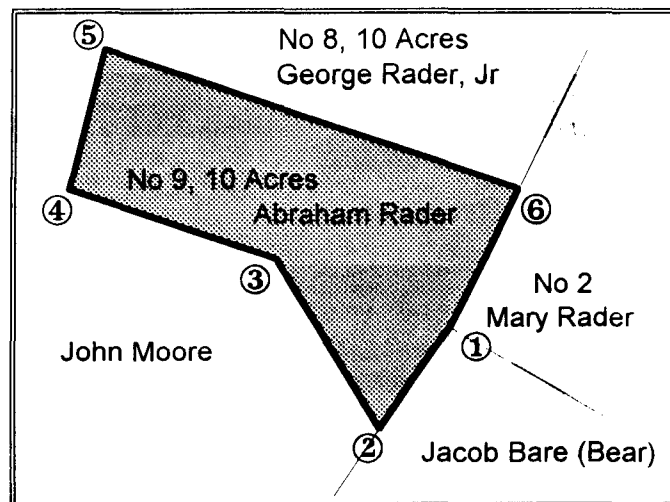 ⑤
No 8, 10 Acres
George Rader, Jr
No 9, 10 Acres
Abraham Rader
④
⑥
③
No 2
Mary Rader
①
John Moore
②
Jacob Bare (Bear)